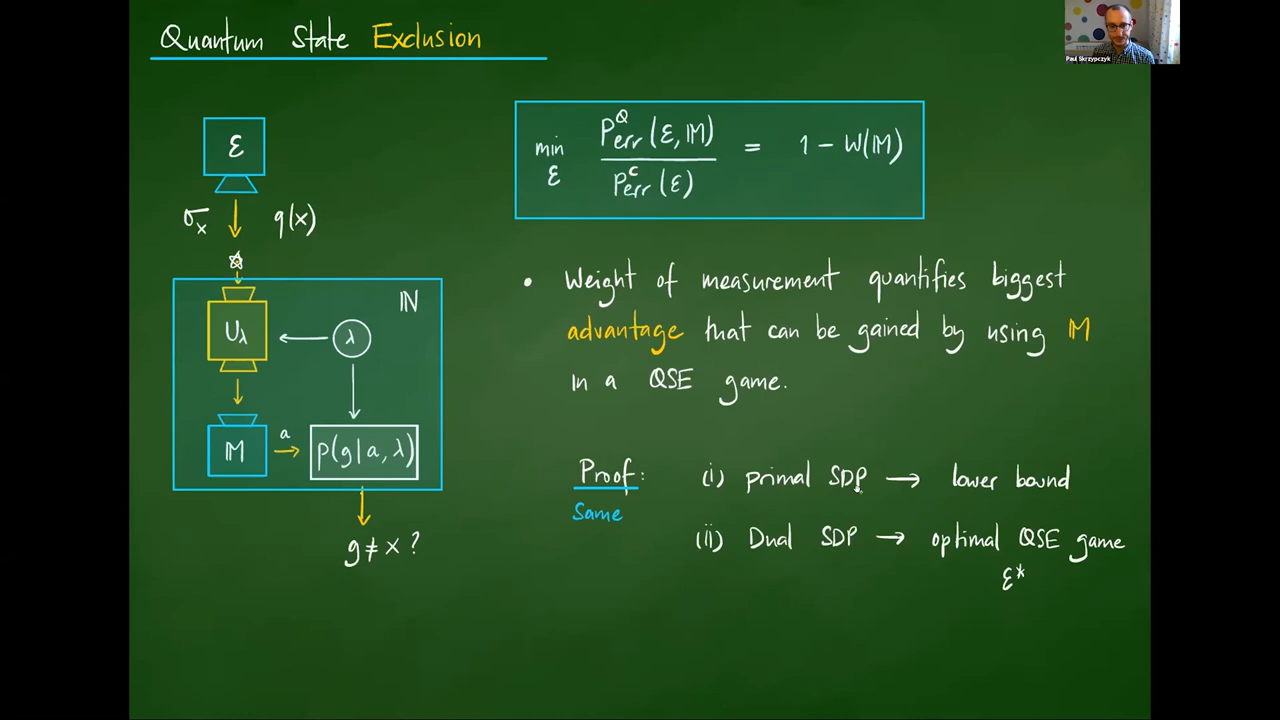 Quantum State Exclusion
Paul Skrzypczyk
ε
σx q(x)
IN
Uλ λ
M a p(g|a,λ)
g≠x?
min ε P^Q_err(ε,M) / P^C_err(ε) = 1 - W(M)
• Weight of measurement quantifies biggest
advantage that can be gained by using M
in a QSE game.
Proof: (i) primal SDP → lower bound
Same
(ii) Dual SDP → optimal QSE game
ε*